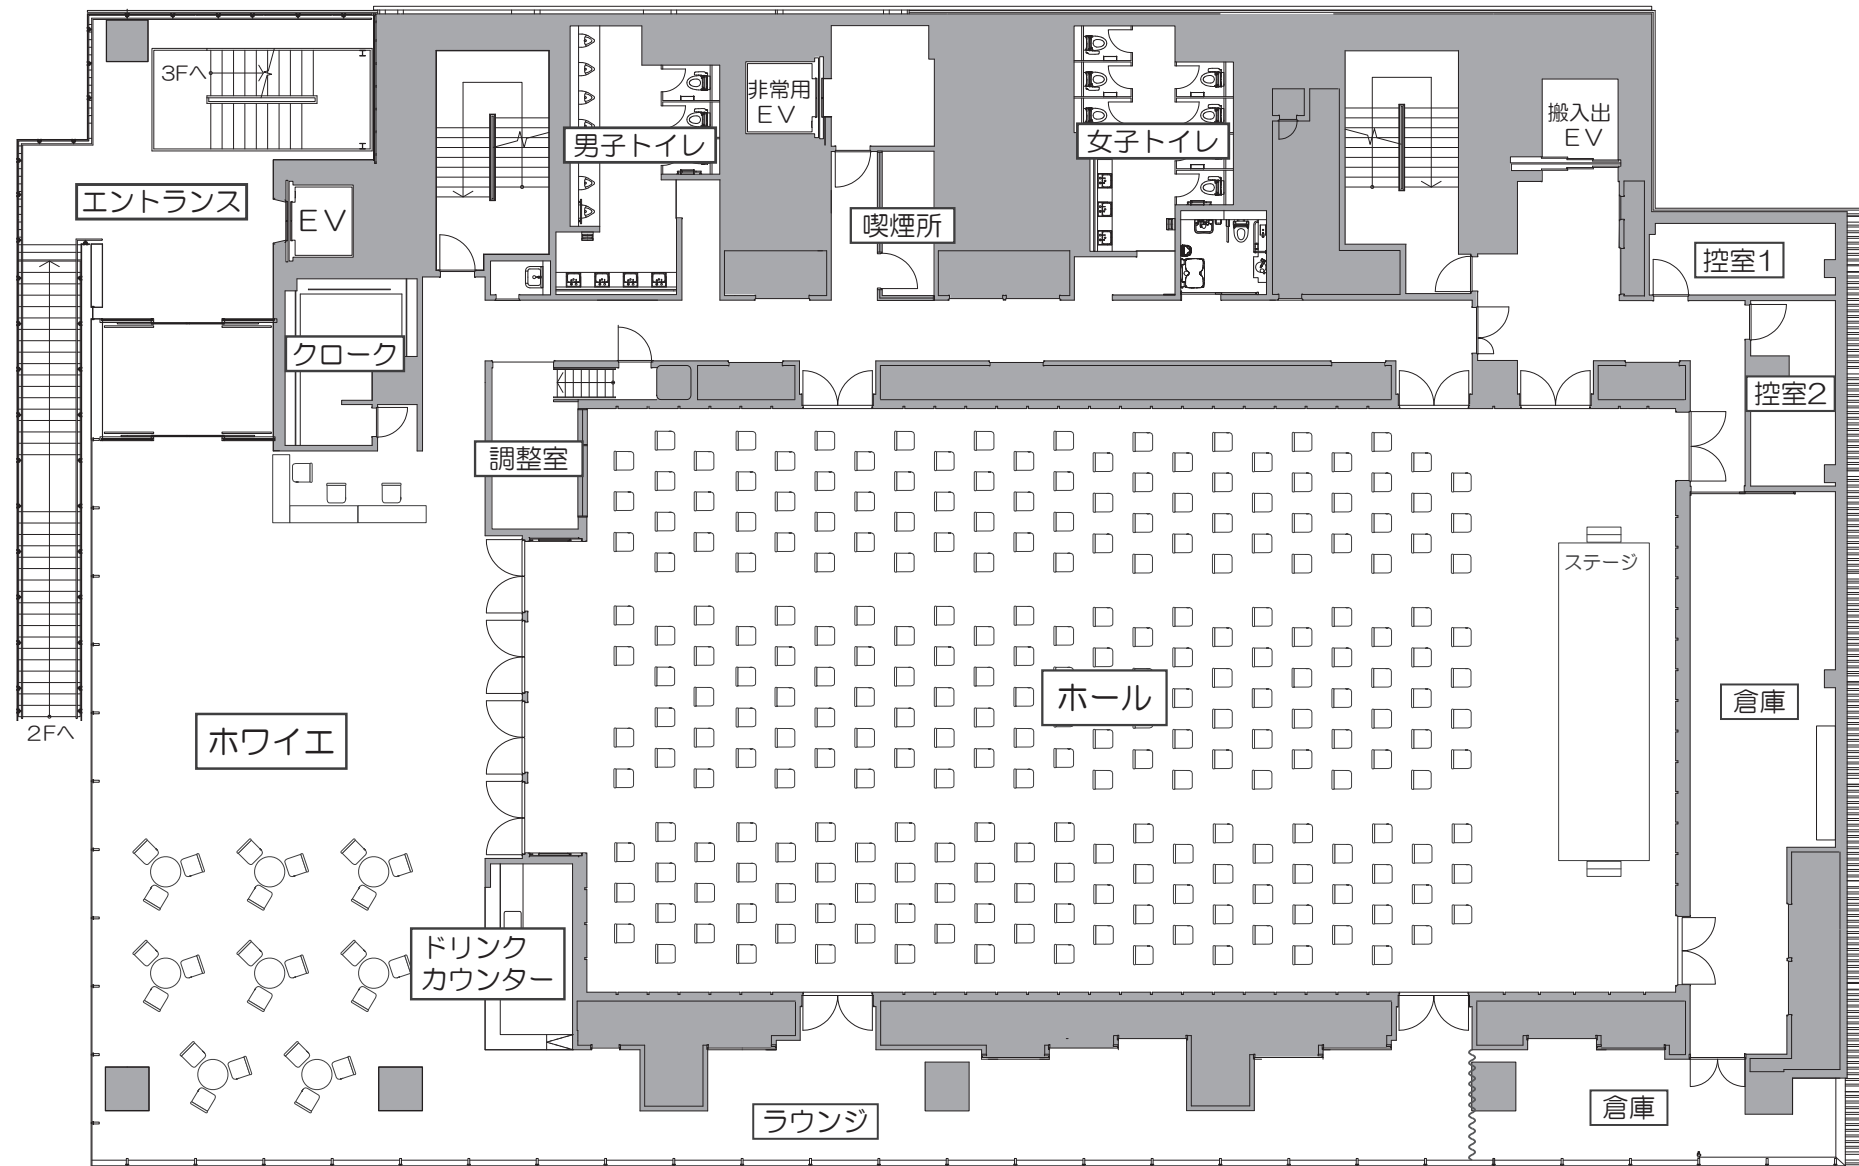 3Fへ
非常用
EV
搬入出
EV
男子トイレ
女子トイレ
エントランス
EV
喫煙所
控室1
クローク
控室2
調整室
ステージ
ホール
倉庫
2Fへ
ホワイエ
ドリンク
カウンター
ラウンジ
倉庫